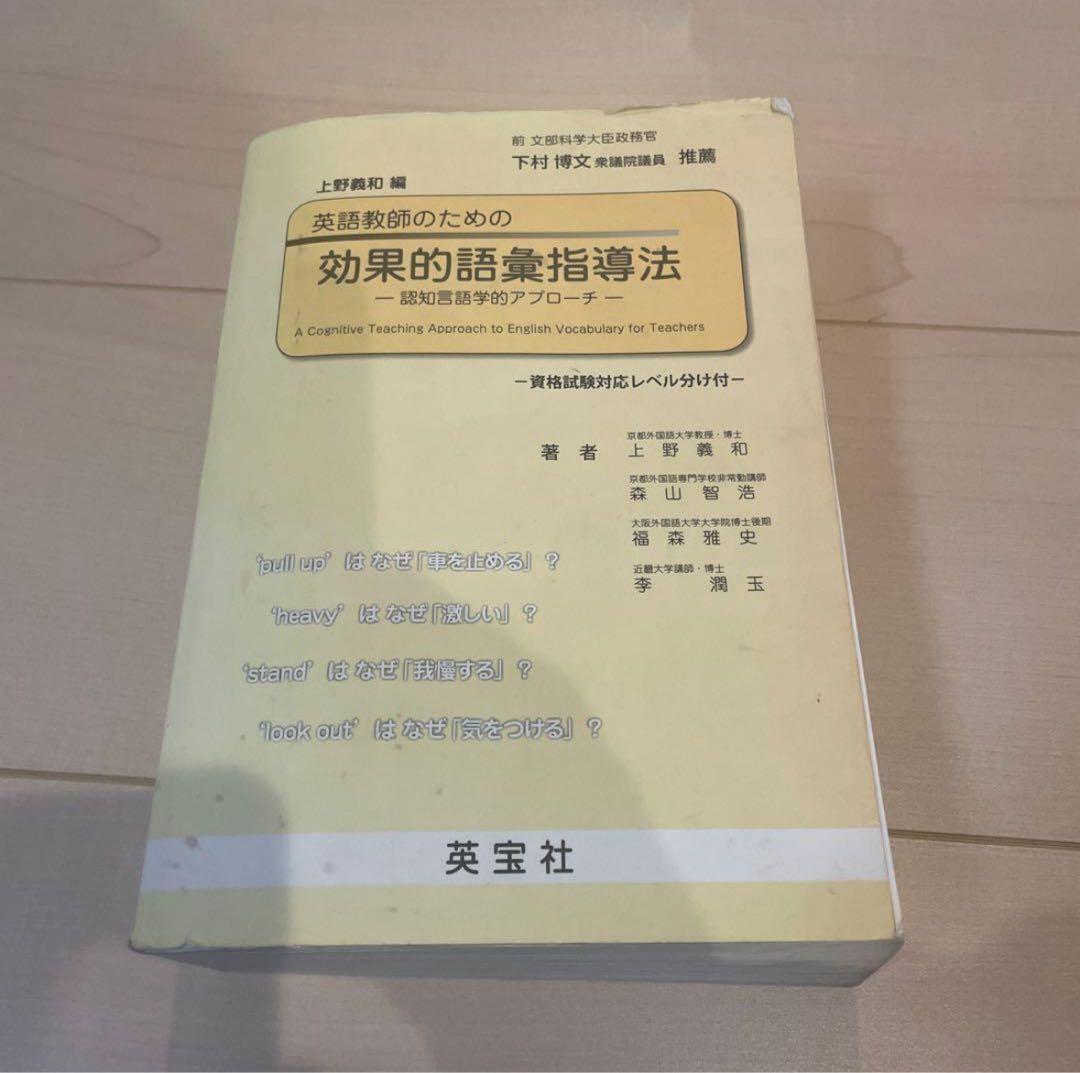 前 文部科学大臣政務官
下村 博文 衆議院議員 推薦
上野義和 編
英語教師のための
効果的語彙指導法
― 認知言語学的アプローチ ―
A Cognitive Teaching Approach to English Vocabulary for Teachers
－資格試験対応レベル分け付－
京都外国語大学教授・博士
著者 上野義和
京都外国語専門学校非常勤講師
森山智浩
大阪外国語大学大学院博士後期
福森雅史
近畿大学講師・博士
李潤玉
‘pull up’ は なぜ「車を止める」？
‘heavy’ は なぜ「激しい」？
‘stand’ は なぜ「我慢する」？
‘look out’ は なぜ「気をつける」？
英宝社